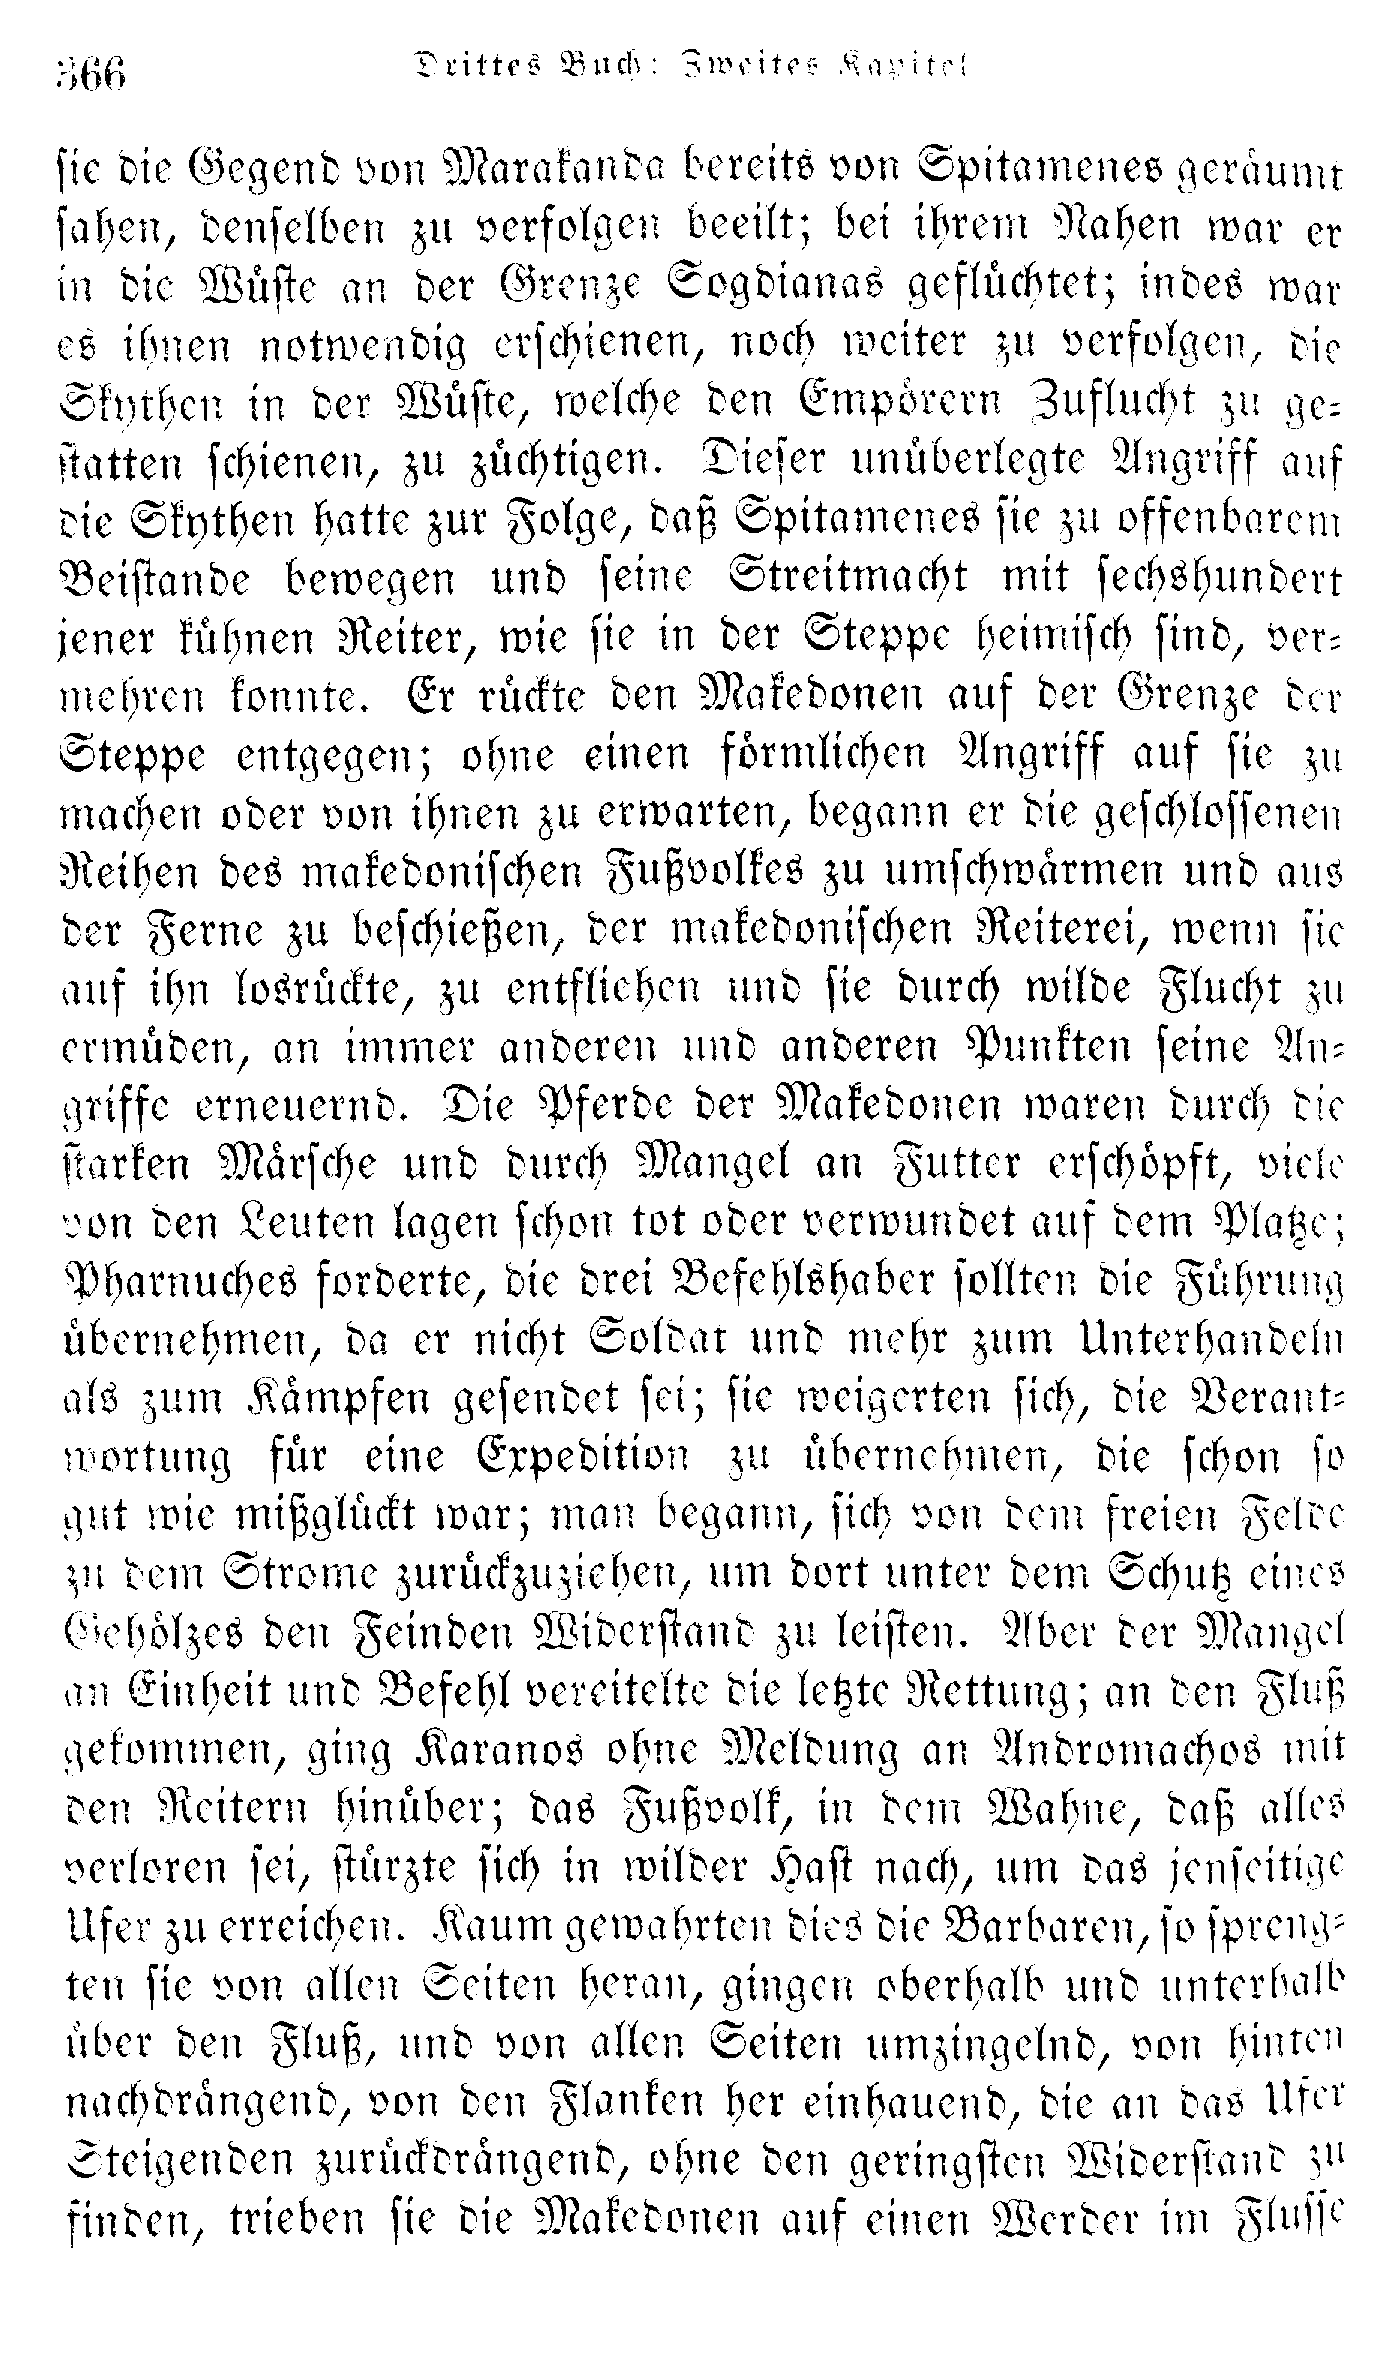 366
Drittes Buch: Zweites Kapitel
sie die Gegend von Marakanda bereits von Spitamenes geräumt
sahen, denselben zu verfolgen beeilt; bei ihrem Nahen war er
in die Wüste an der Grenze Sogdianas geflüchtet; indes war
es ihnen notwendig erschienen, noch weiter zu verfolgen, die
Skythen in der Wüste, welche den Empörern Zuflucht zu ge-
statten schienen, zu züchtigen. Dieser unüberlegte Angriff auf
die Skythen hatte zur Folge, daß Spitamenes sie zu offenbarem
Beistande bewegen und seine Streitmacht mit sechshundert
jener kühnen Reiter, wie sie in der Steppe heimisch sind, ver-
mehren konnte. Er rückte den Makedonen auf der Grenze der
Steppe entgegen; ohne einen förmlichen Angriff auf sie zu
machen oder von ihnen zu erwarten, begann er die geschlossenen
Reihen des makedonischen Fußvolkes zu umschwärmen und aus
der Ferne zu beschießen, der makedonischen Reiterei, wenn sie
auf ihn losrückte, zu entfliehen und sie durch wilde Flucht zu
ermüden, an immer anderen und anderen Punkten seine An-
griffe erneuernd. Die Pferde der Makedonen waren durch die
starken Märsche und durch Mangel an Futter erschöpft, viele
von den Leuten lagen schon tot oder verwundet auf dem Platze;
Pharnuches forderte, die drei Befehlshaber sollten die Führung
übernehmen, da er nicht Soldat und mehr zum Unterhandeln
als zum Kämpfen gesendet sei; sie weigerten sich, die Verant-
wortung für eine Expedition zu übernehmen, die schon so
gut wie mißglückt war; man begann, sich von dem freien Felde
zu dem Strome zurückzuziehen, um dort unter dem Schutz eines
Gehölzes den Feinden Widerstand zu leisten. Aber der Mangel
an Einheit und Befehl vereitelte die letzte Rettung; an den Fluß
gekommen, ging Karanos ohne Meldung an Andromachos mit
den Reitern hinüber; das Fußvolk, in dem Wahne, daß alles
verloren sei, stürzte sich in wilder Hast nach, um das jenseitige
Ufer zu erreichen. Kaum gewahrten dies die Barbaren, so spreng-
ten sie von allen Seiten heran, gingen oberhalb und unterhalb
über den Fluß, und von allen Seiten umzingelnd, von hinten
nachdrängend, von den Flanken her einhauend, die an das Ufer
Steigenden zurückdrängend, ohne den geringsten Widerstand zu
finden, trieben sie die Makedonen auf einen Werder im Flusse